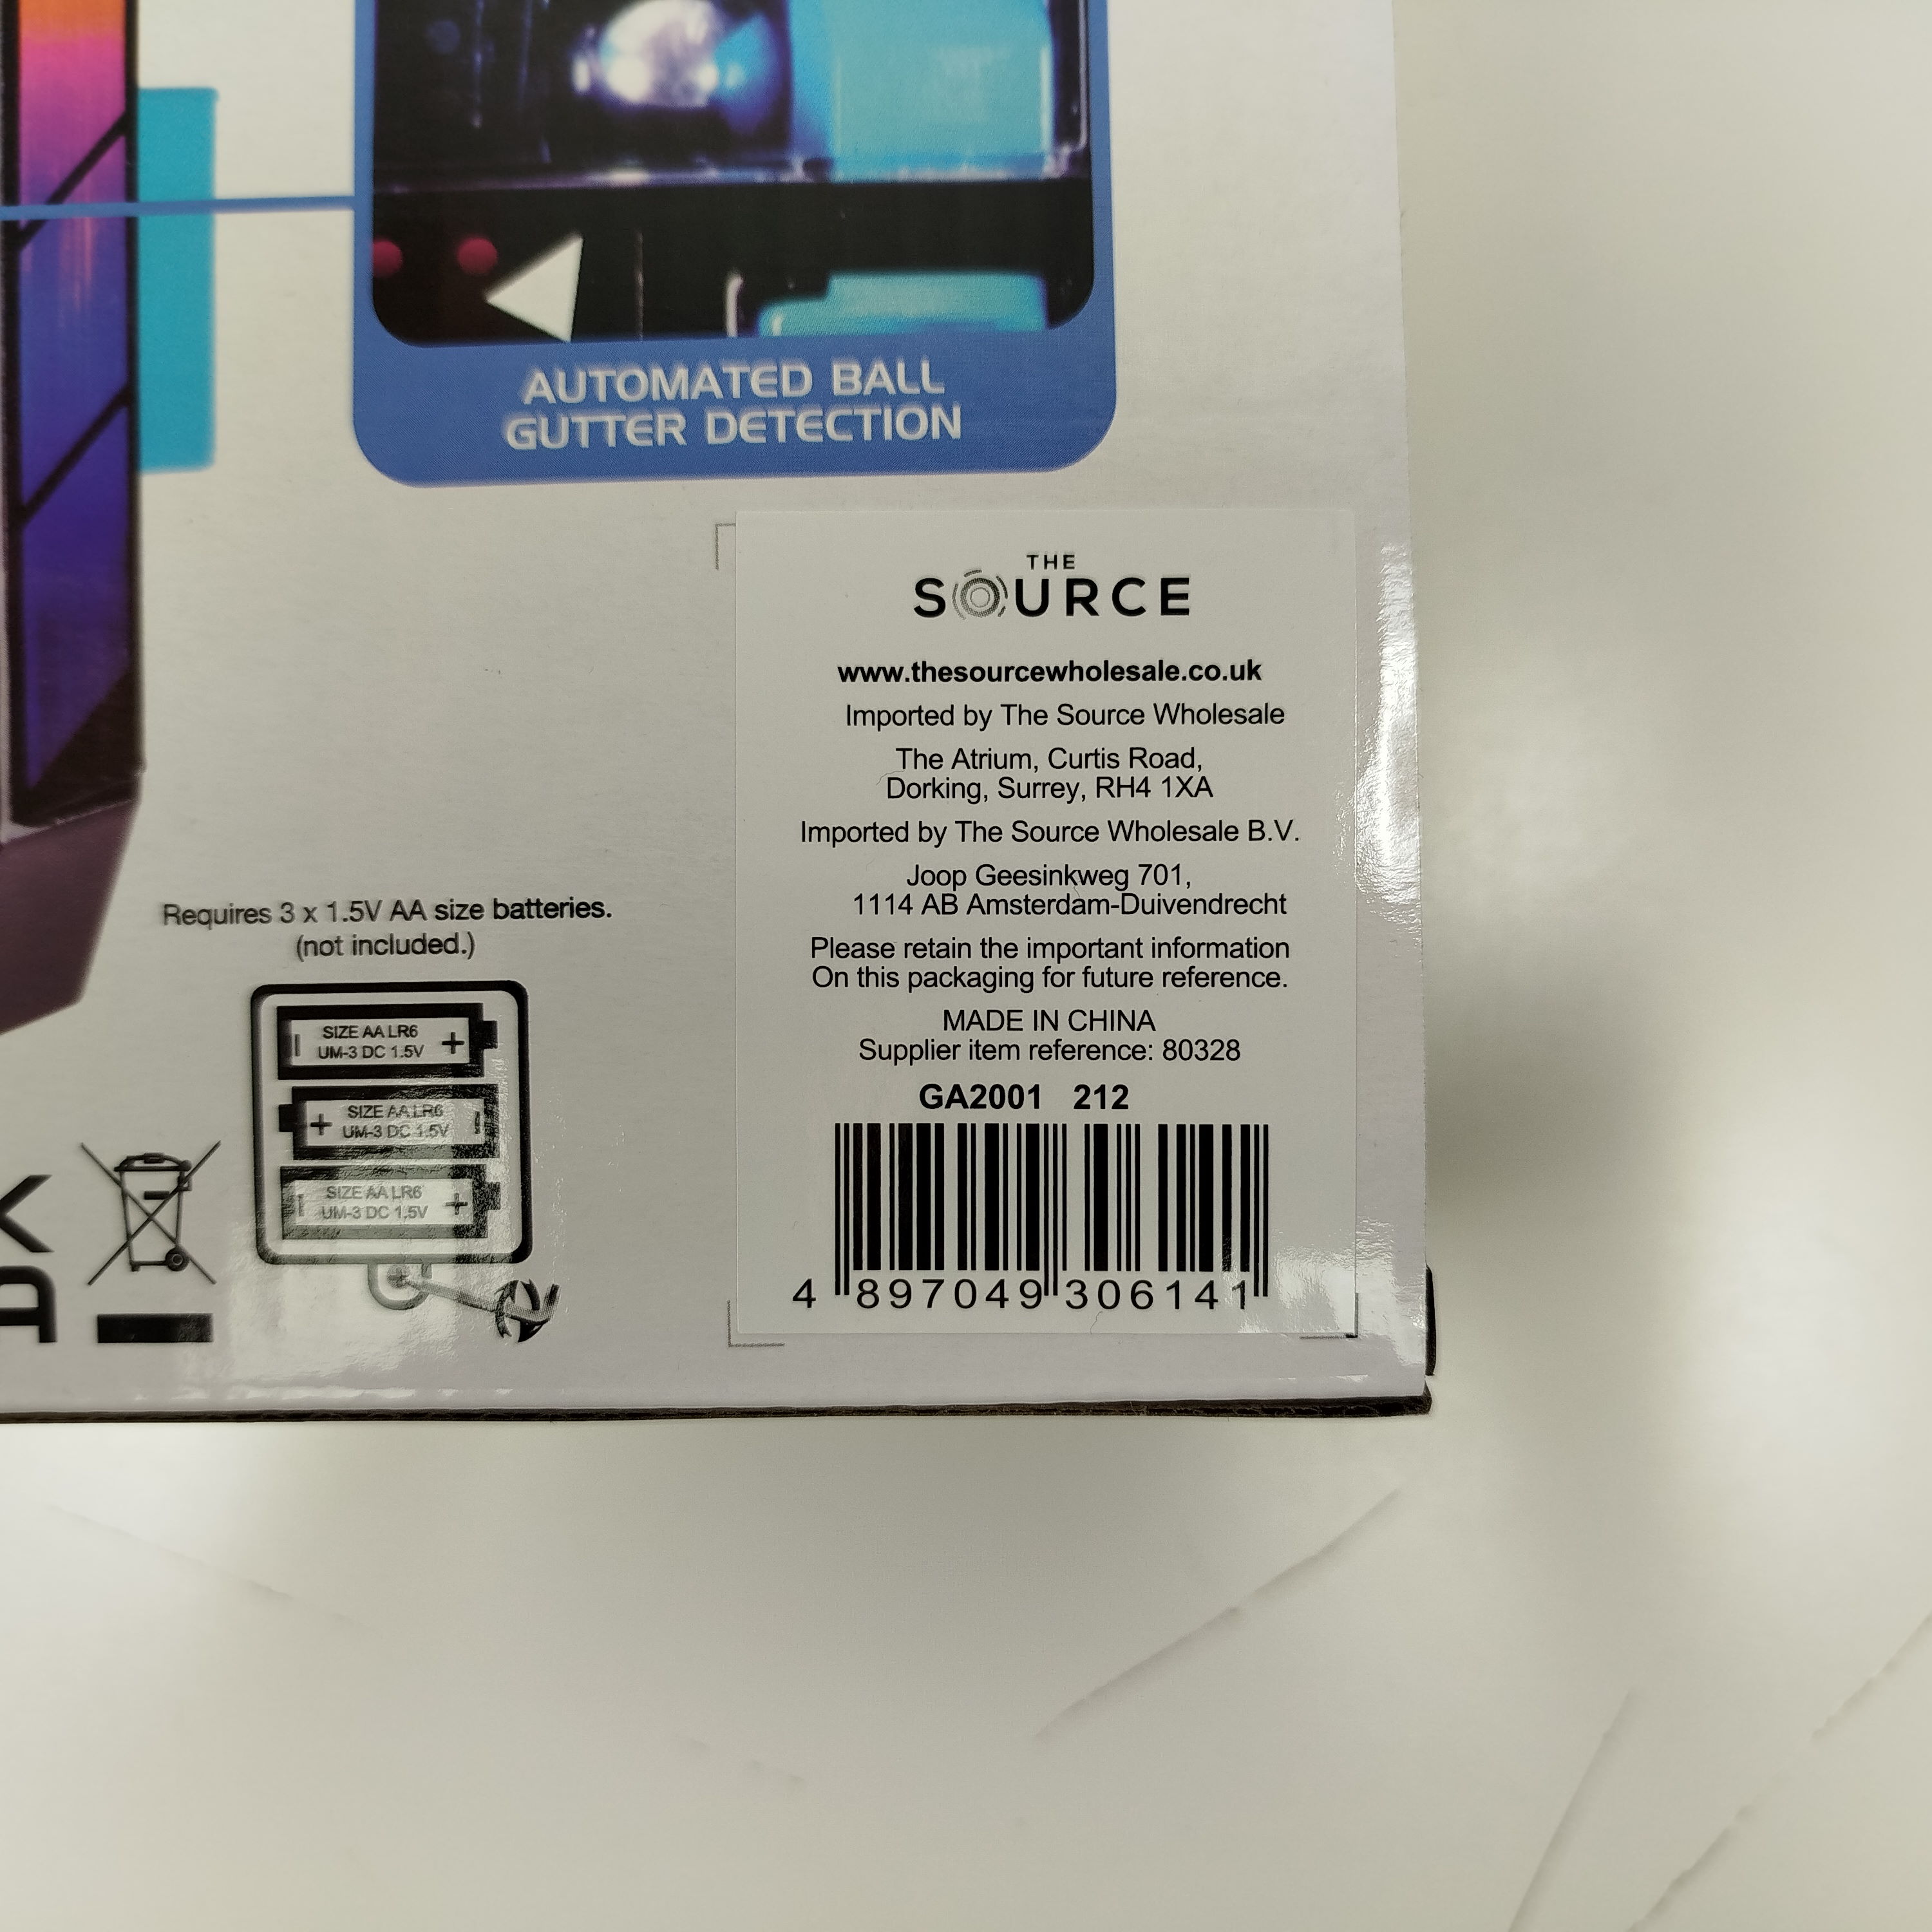 AUTOMATED BALL
GUTTER DETECTION
THE
SOURCE
www.thesourcewholesale.co.uk
Imported by The Source Wholesale
The Atrium, Curtis Road,
Dorking, Surrey, RH4 1XA
Imported by The Source Wholesale B.V.
Joop Geesinkweg 701,
1114 AB Amsterdam-Duivendrecht
Please retain the important information
On this packaging for future reference.
MADE IN CHINA
Supplier item reference: 80328
GA2001 212
4 897049 306141
Requires 3 x 1.5V AA size batteries.
(not included.)
SIZE AA LR6
UM-3 DC 1.5V
SIZE AA LR6
UM-3 DC 1.5V
SIZE AA LR6
UM-3 DC 1.5V